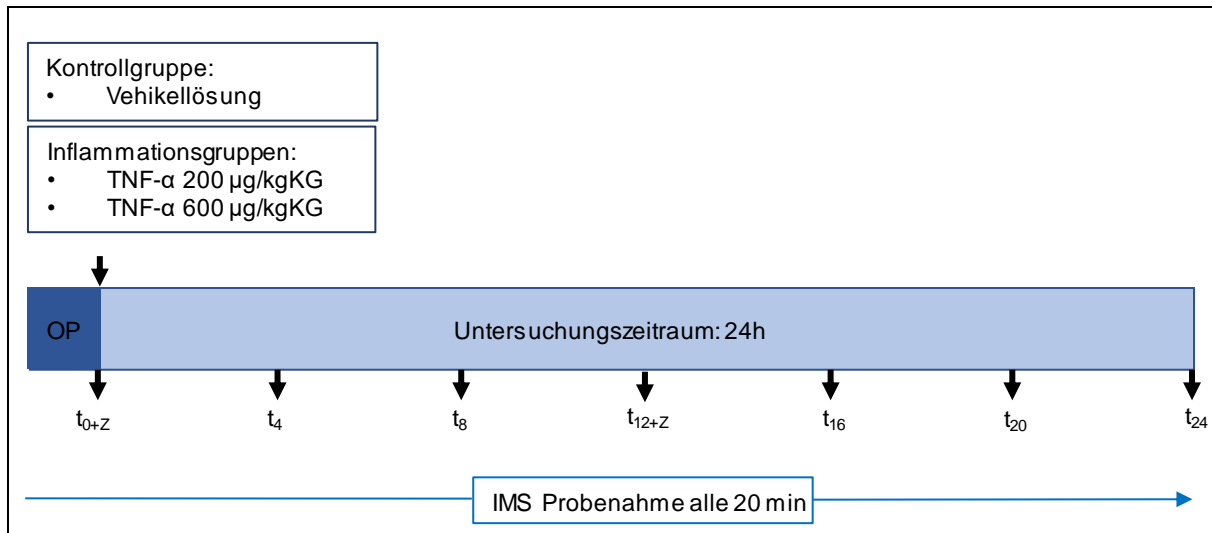 Kontrollgruppe:
• Vehikellösung
Inflammationsgruppen:
• TNF-α 200 µg/kgKG
• TNF-α 600 µg/kgKG
OP
Untersuchungszeitraum: 24h
t0+Z t4 t8 t12+Z t16 t20 t24
IMS Probenahme alle 20 min